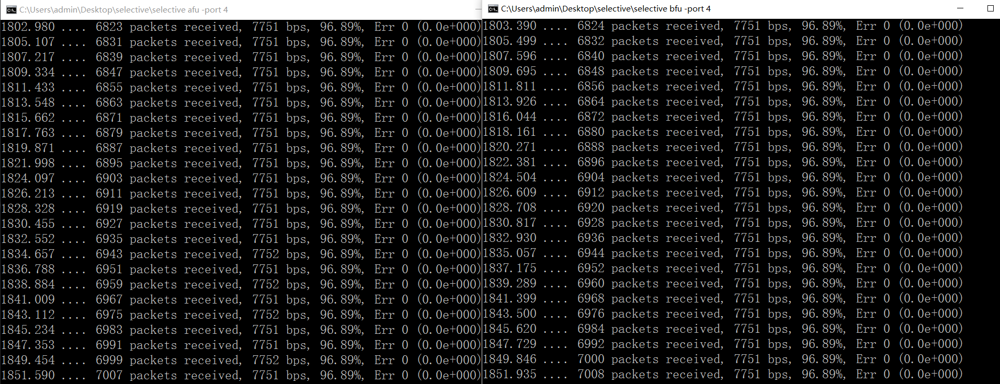 C:\Users\admin\Desktop\selective\selective afu -port 4
1802.980 .... 6823 packets received, 7751 bps, 96.89%, Err 0 (0.0e+000)
1805.107 .... 6831 packets received, 7751 bps, 96.89%, Err 0 (0.0e+000)
1807.217 .... 6839 packets received, 7751 bps, 96.89%, Err 0 (0.0e+000)
1809.334 .... 6847 packets received, 7751 bps, 96.89%, Err 0 (0.0e+000)
1811.433 .... 6855 packets received, 7751 bps, 96.89%, Err 0 (0.0e+000)
1813.548 .... 6863 packets received, 7751 bps, 96.89%, Err 0 (0.0e+000)
1815.662 .... 6871 packets received, 7751 bps, 96.89%, Err 0 (0.0e+000)
1817.763 .... 6879 packets received, 7751 bps, 96.89%, Err 0 (0.0e+000)
1819.871 .... 6887 packets received, 7751 bps, 96.89%, Err 0 (0.0e+000)
1821.998 .... 6895 packets received, 7751 bps, 96.89%, Err 0 (0.0e+000)
1824.097 .... 6903 packets received, 7751 bps, 96.89%, Err 0 (0.0e+000)
1826.213 .... 6911 packets received, 7751 bps, 96.89%, Err 0 (0.0e+000)
1828.328 .... 6919 packets received, 7751 bps, 96.89%, Err 0 (0.0e+000)
1830.455 .... 6927 packets received, 7751 bps, 96.89%, Err 0 (0.0e+000)
1832.552 .... 6935 packets received, 7751 bps, 96.89%, Err 0 (0.0e+000)
1834.657 .... 6943 packets received, 7752 bps, 96.89%, Err 0 (0.0e+000)
1836.788 .... 6951 packets received, 7751 bps, 96.89%, Err 0 (0.0e+000)
1838.884 .... 6959 packets received, 7752 bps, 96.89%, Err 0 (0.0e+000)
1841.009 .... 6967 packets received, 7751 bps, 96.89%, Err 0 (0.0e+000)
1843.112 .... 6975 packets received, 7752 bps, 96.89%, Err 0 (0.0e+000)
1845.234 .... 6983 packets received, 7751 bps, 96.89%, Err 0 (0.0e+000)
1847.353 .... 6991 packets received, 7751 bps, 96.89%, Err 0 (0.0e+000)
1849.454 .... 6999 packets received, 7752 bps, 96.89%, Err 0 (0.0e+000)
1851.590 .... 7007 packets received, 7751 bps, 96.89%, Err 0 (0.0e+000)
C:\Users\admin\Desktop\selective\selective bfu -port 4
1803.390 .... 6824 packets received, 7751 bps, 96.89%, Err 0 (0.0e+000)
1805.499 .... 6832 packets received, 7751 bps, 96.89%, Err 0 (0.0e+000)
1807.596 .... 6840 packets received, 7751 bps, 96.89%, Err 0 (0.0e+000)
1809.695 .... 6848 packets received, 7751 bps, 96.89%, Err 0 (0.0e+000)
1811.811 .... 6856 packets received, 7751 bps, 96.89%, Err 0 (0.0e+000)
1813.926 .... 6864 packets received, 7751 bps, 96.89%, Err 0 (0.0e+000)
1816.044 .... 6872 packets received, 7751 bps, 96.89%, Err 0 (0.0e+000)
1818.161 .... 6880 packets received, 7751 bps, 96.89%, Err 0 (0.0e+000)
1820.271 .... 6888 packets received, 7751 bps, 96.89%, Err 0 (0.0e+000)
1822.381 .... 6896 packets received, 7751 bps, 96.89%, Err 0 (0.0e+000)
1824.504 .... 6904 packets received, 7751 bps, 96.89%, Err 0 (0.0e+000)
1826.609 .... 6912 packets received, 7751 bps, 96.89%, Err 0 (0.0e+000)
1828.708 .... 6920 packets received, 7751 bps, 96.89%, Err 0 (0.0e+000)
1830.817 .... 6928 packets received, 7751 bps, 96.89%, Err 0 (0.0e+000)
1832.930 .... 6936 packets received, 7751 bps, 96.89%, Err 0 (0.0e+000)
1835.057 .... 6944 packets received, 7751 bps, 96.89%, Err 0 (0.0e+000)
1837.175 .... 6952 packets received, 7751 bps, 96.89%, Err 0 (0.0e+000)
1839.289 .... 6960 packets received, 7751 bps, 96.89%, Err 0 (0.0e+000)
1841.399 .... 6968 packets received, 7751 bps, 96.89%, Err 0 (0.0e+000)
1843.500 .... 6976 packets received, 7751 bps, 96.89%, Err 0 (0.0e+000)
1845.620 .... 6984 packets received, 7751 bps, 96.89%, Err 0 (0.0e+000)
1847.729 .... 6992 packets received, 7751 bps, 96.89%, Err 0 (0.0e+000)
1849.846 .... 7000 packets received, 7751 bps, 96.89%, Err 0 (0.0e+000)
1851.935 .... 7008 packets received, 7751 bps, 96.89%, Err 0 (0.0e+000)